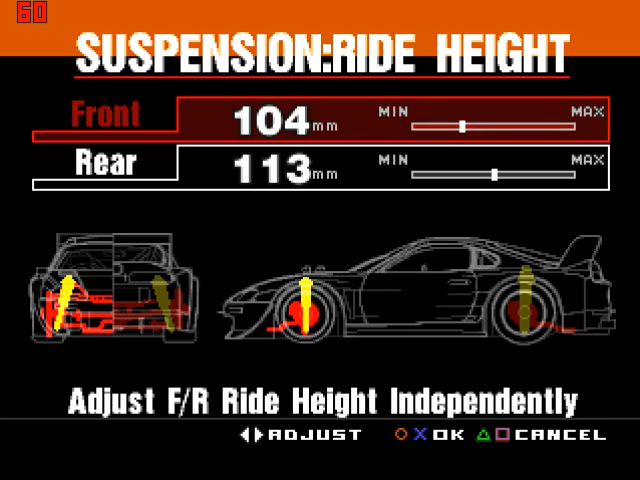 60
SUSPENSION:RIDE HEIGHT
Front 104mm MIN MAX
Rear 113mm MIN MAX
Adjust F/R Ride Height Independently
ADJUST OK CANCEL